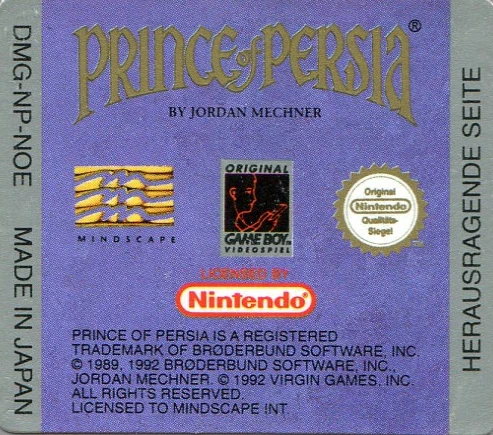 PRINCE of PERSIA®
BY JORDAN MECHNER
DMG-NP-NOE MADE IN JAPAN
MINDSCAPE
ORIGINAL
GAME BOY™
VIDEOSPIEL
Original
Nintendo
Qualitäts-
Siegel
HERAUSRAGENDE SEITE
LICENSED BY
Nintendo®
PRINCE OF PERSIA IS A REGISTERED
TRADEMARK OF BRØDERBUND SOFTWARE, INC.
© 1989, 1992 BRØDERBUND SOFTWARE, INC.,
JORDAN MECHNER. © 1992 VIRGIN GAMES, INC.
ALL RIGHTS RESERVED.
LICENSED TO MINDSCAPE INT.